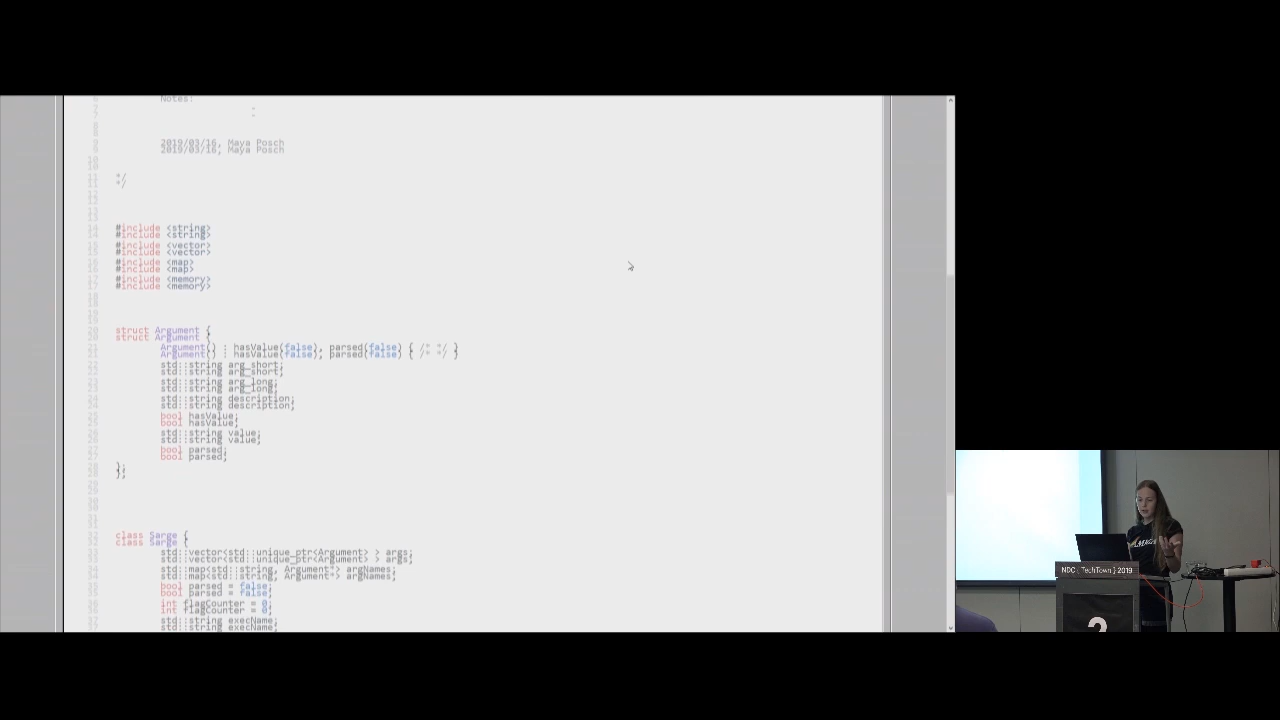 Notes:
-
2019/03/16, Maya Posch
*/
#include <string>
#include <vector>
#include <map>
#include <memory>
struct Argument {
Argument() : hasValue(false), parsed(false) { /* */ }
std::string arg_short;
std::string arg_long;
std::string description;
bool hasValue;
std::string value;
bool parsed;
};
class Sarge {
std::vector<std::unique_ptr<Argument> > args;
std::map<std::string, Argument*> argNames;
bool parsed = false;
int flagCounter = 0;
std::string execName;
NDC { TechTown } 2019
2